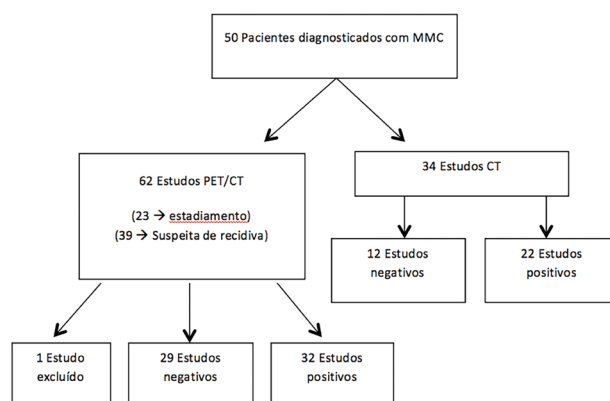 50 Pacientes diagnosticados com MMC
62 Estudos PET/CT
(23 → estadiamento)
(39 → Suspeita de recidiva)
34 Estudos CT
12 Estudos
negativos
22 Estudos
positivos
1 Estudo
excluído
29 Estudos
negativos
32 Estudos
positivos